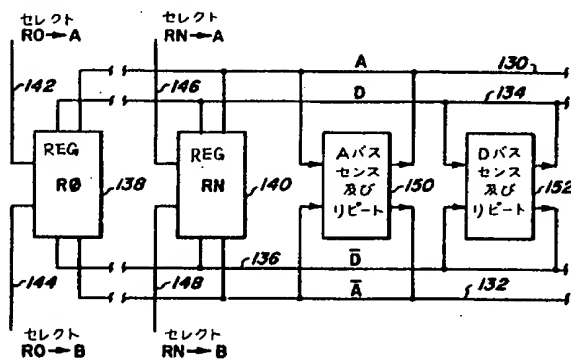 セレクト
RO→A
セレクト
RN→A
142
146
A
130
D
134
REG
RØ
138
REG
RN
140
Aバス
センス
及び
リピート
150
Dバス
センス
及び
リピート
152
136
D̅
144
148
A̅
132
セレクト
RO→B
セレクト
RN→B